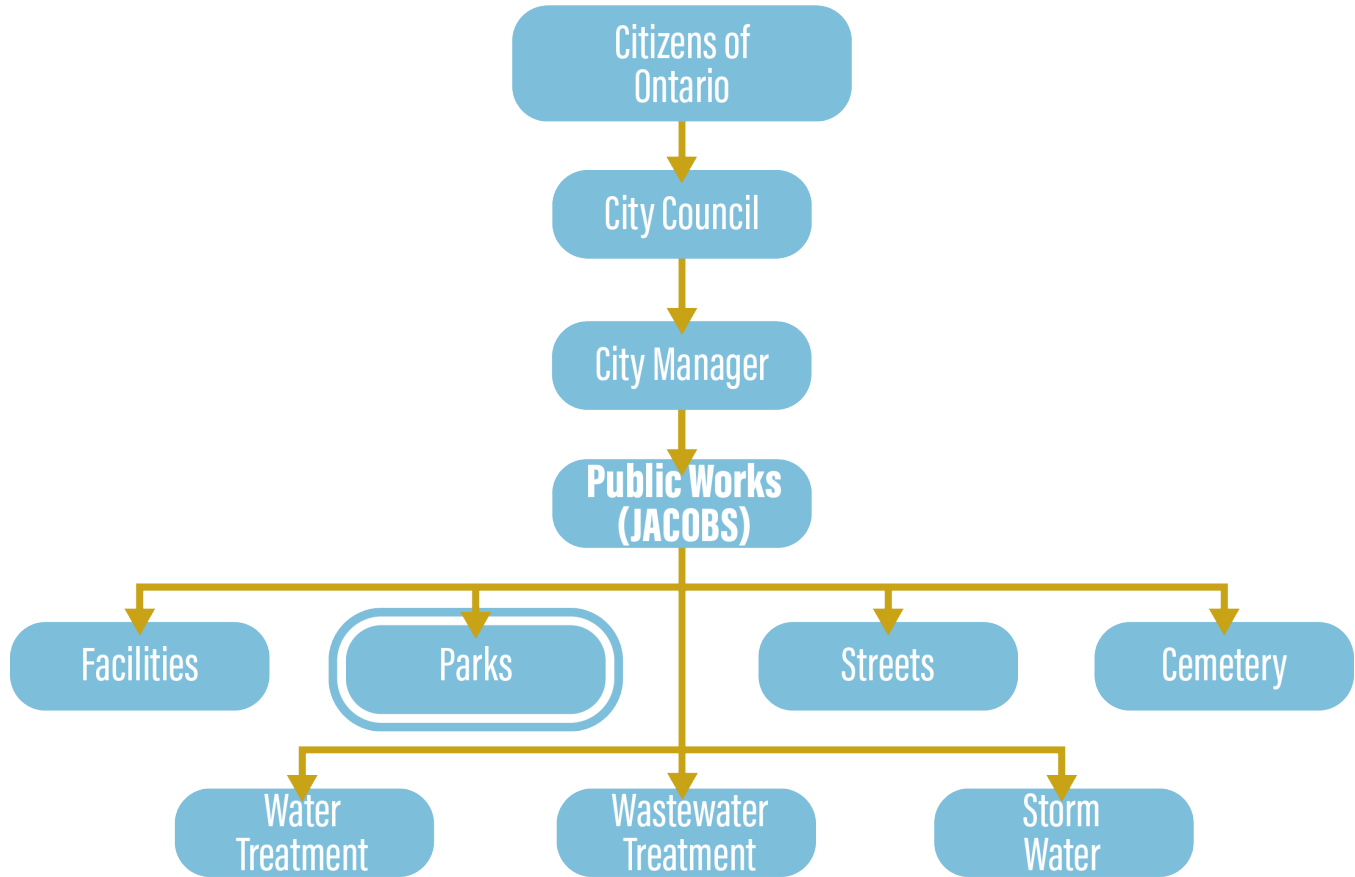 Citizens of
Ontario
City Council
City Manager
Public Works
(JACOBS)
Facilities
Parks
Streets
Cemetery
Water
Treatment
Wastewater
Treatment
Storm
Water